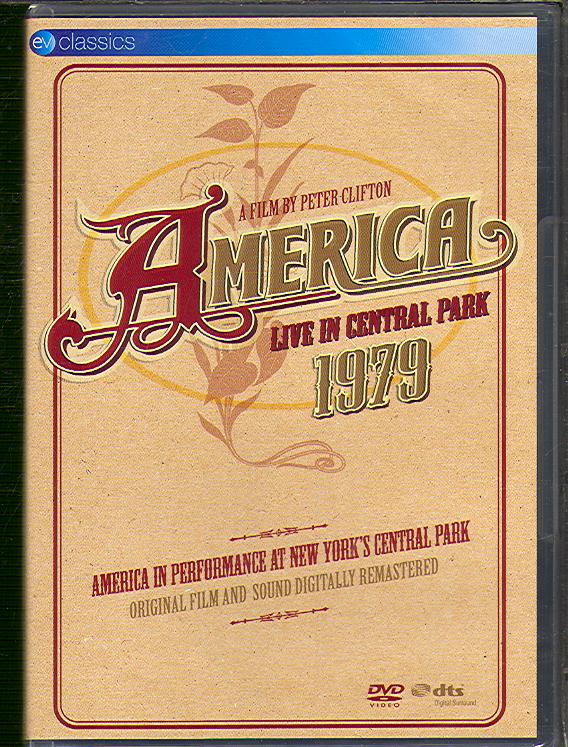 ev classics
A FILM BY PETER CLIFTON
AMERICA
LIVE IN CENTRAL PARK
1979
AMERICA IN PERFORMANCE AT NEW YORK'S CENTRAL PARK
ORIGINAL FILM AND SOUND DIGITALLY REMASTERED
DVD
VIDEO
dts
Digital Surround